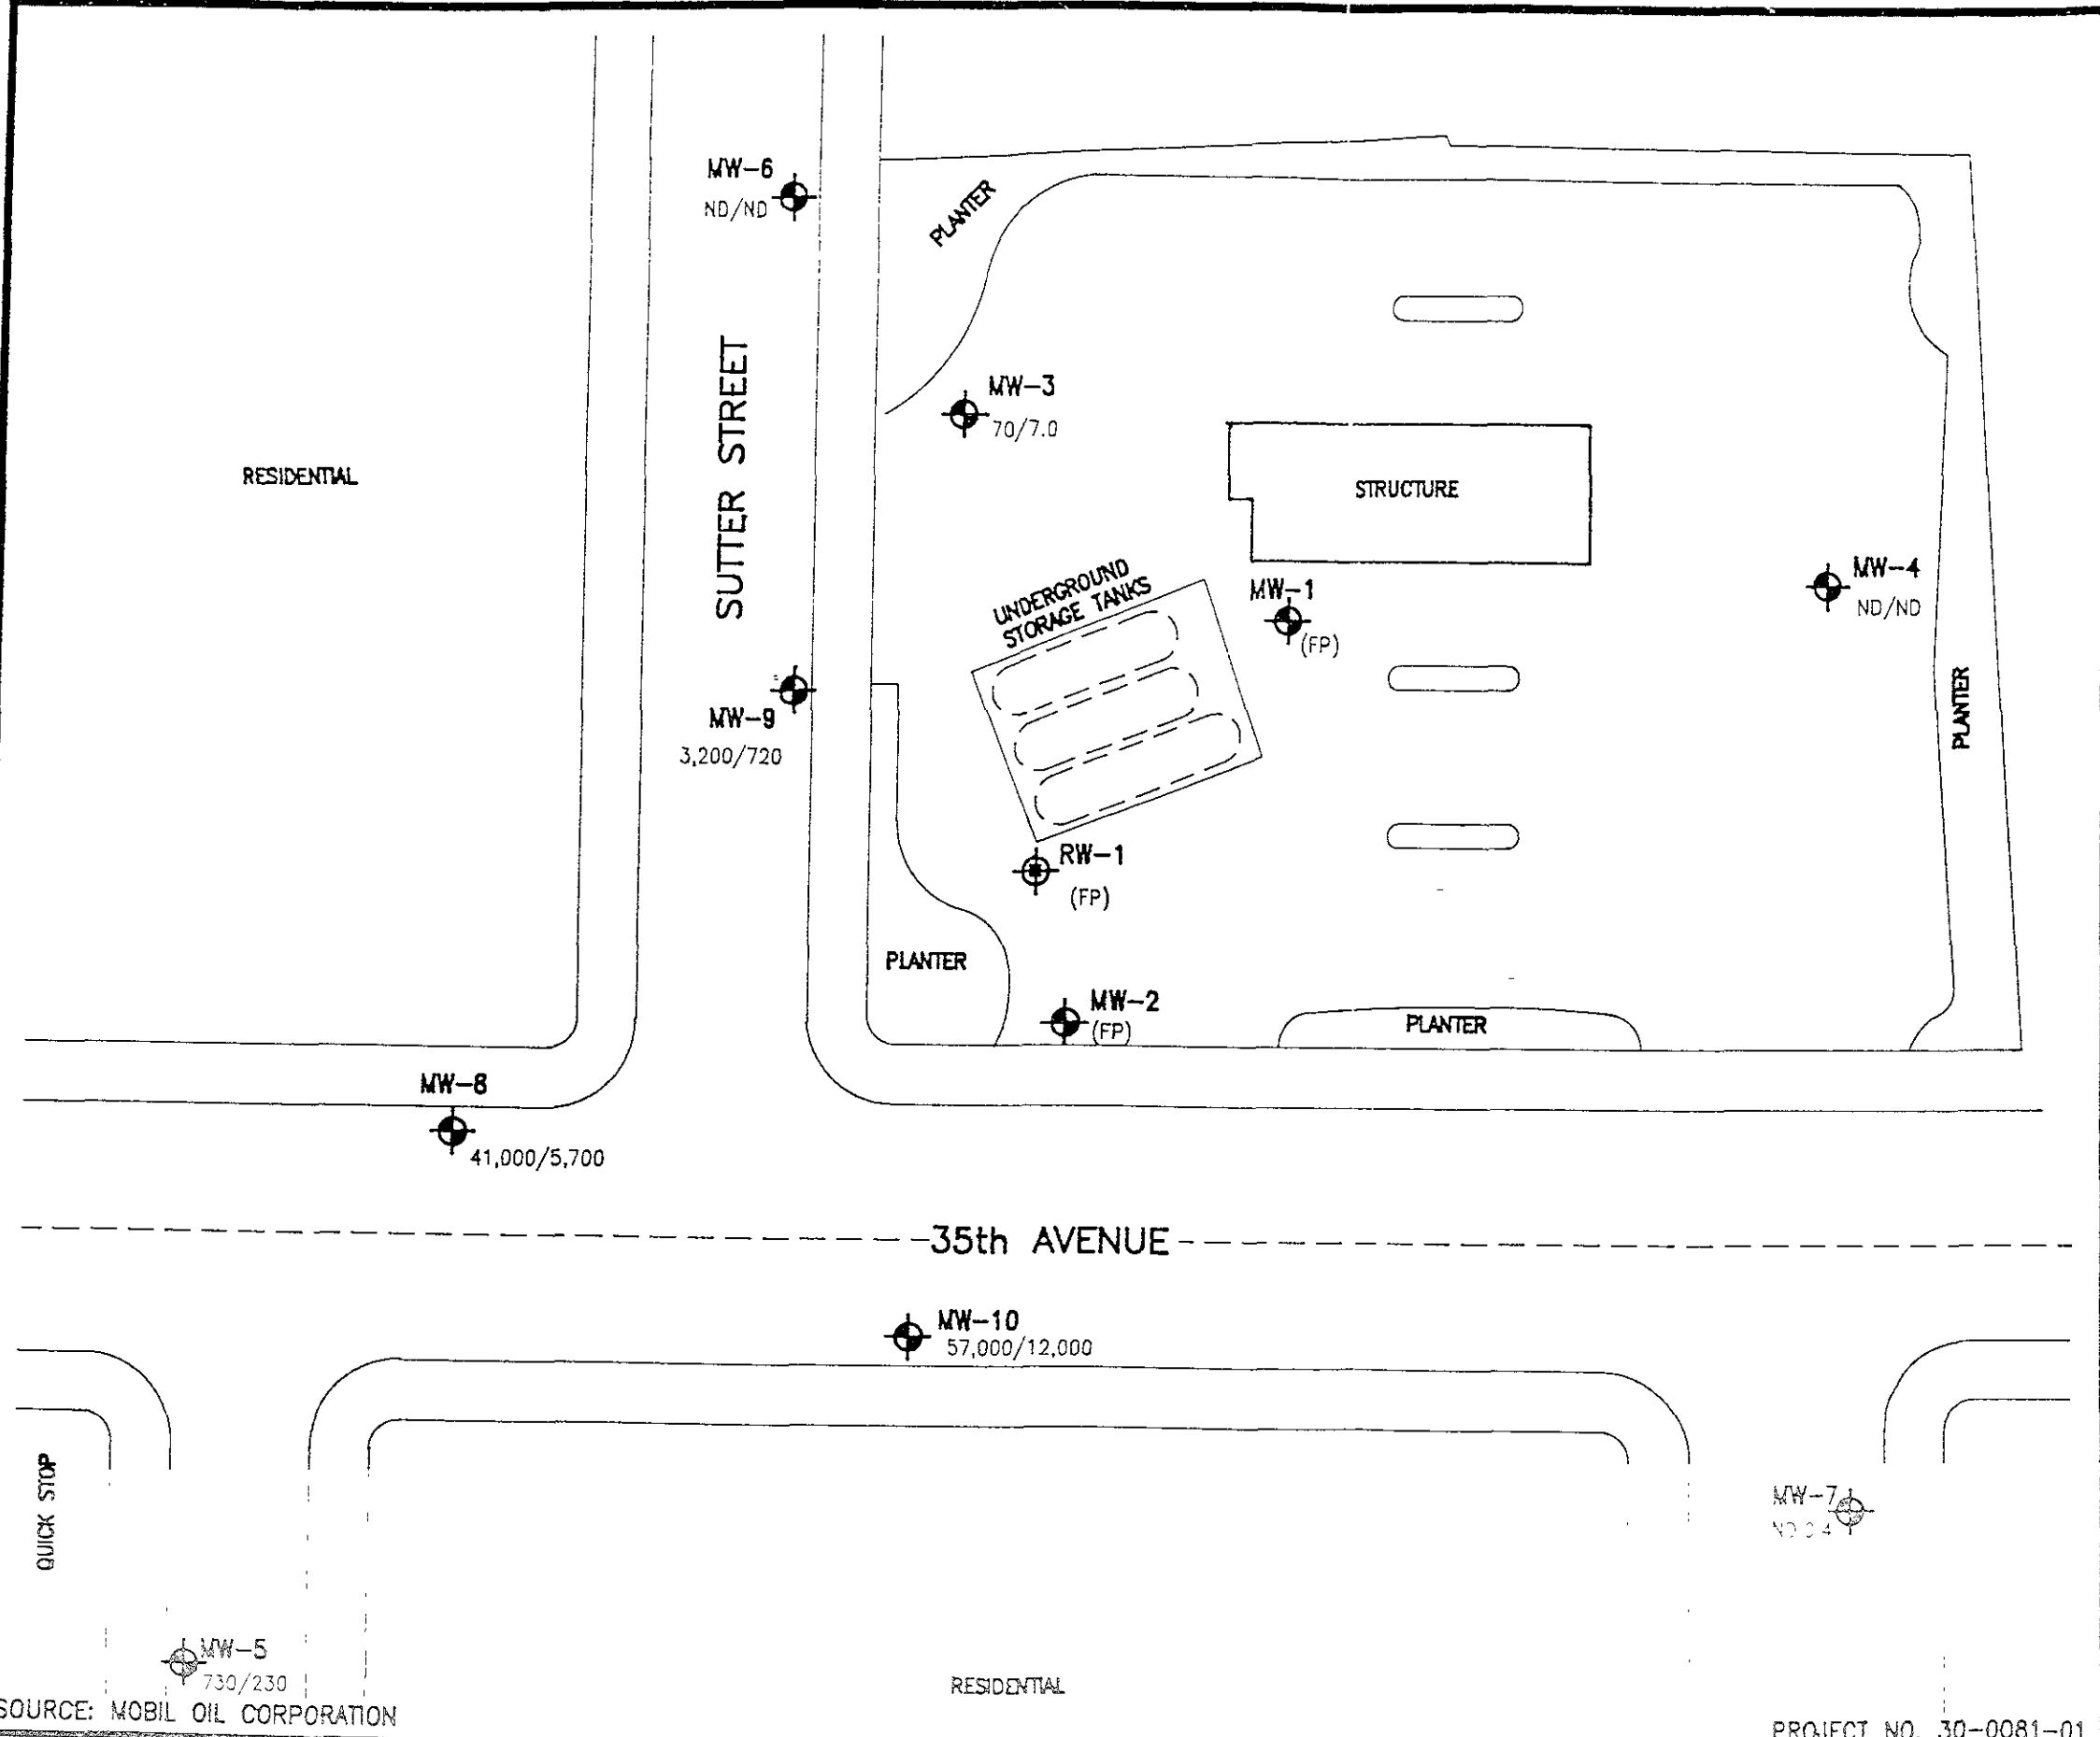 MW-6
ND/ND
PLANTER
SUTTER STREET
MW-3
70/7.0
RESIDENTIAL
STRUCTURE
UNDERGROUND
STORAGE TANKS
MW-1
(FP)
MW-4
ND/ND
PLANTER
MW-9
3,200/720
RW-1
(FP)
PLANTER
MW-2
(FP)
PLANTER
MW-8
41,000/5,700
35th AVENUE
MW-10
57,000/12,000
QUICK STOP
MW-7
MW-5
730/230
RESIDENTIAL
SOURCE: MOBIL OIL CORPORATION
PROJECT NO. 30-0081-01